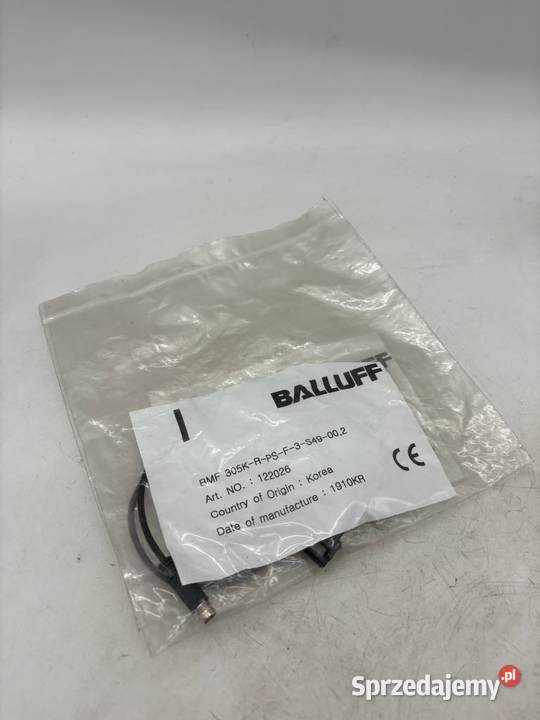 BALLUFF
BMF 305K-R-PS-F-3-S49-00,2
Art. NO. : 122026
Country of Origin : Korea
Date of manufacture : 1910KR
CE
Sprzedajemy.pl